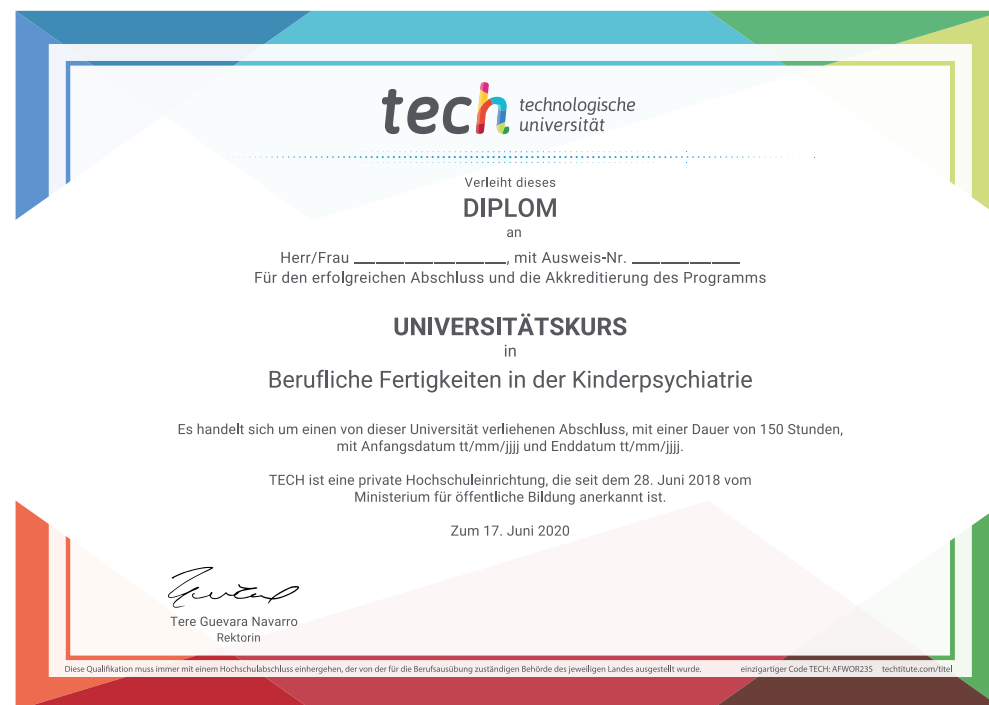 tech technologische
universität
Verleiht dieses
DIPLOM
an
Herr/Frau ____________, mit Ausweis-Nr. ____________
Für den erfolgreichen Abschluss und die Akkreditierung des Programms
UNIVERSITÄTSKURS
in
Berufliche Fertigkeiten in der Kinderpsychiatrie
Es handelt sich um einen von dieser Universität verliehenen Abschluss, mit einer Dauer von 150 Stunden,
mit Anfangsdatum tt/mm/jjjj und Enddatum tt/mm/jjjj.
TECH ist eine private Hochschuleinrichtung, die seit dem 28. Juni 2018 vom
Ministerium für öffentliche Bildung anerkannt ist.
Zum 17. Juni 2020
Tere Guevara Navarro
Rektorin
Diese Qualifikation muss immer mit einem Hochschulabschluss einhergehen, der von der für die Berufsausübung zuständigen Behörde des jeweiligen Landes ausgestellt wurde. einzigartiger Code TECH: AFWOR23S techtitute.com/titel